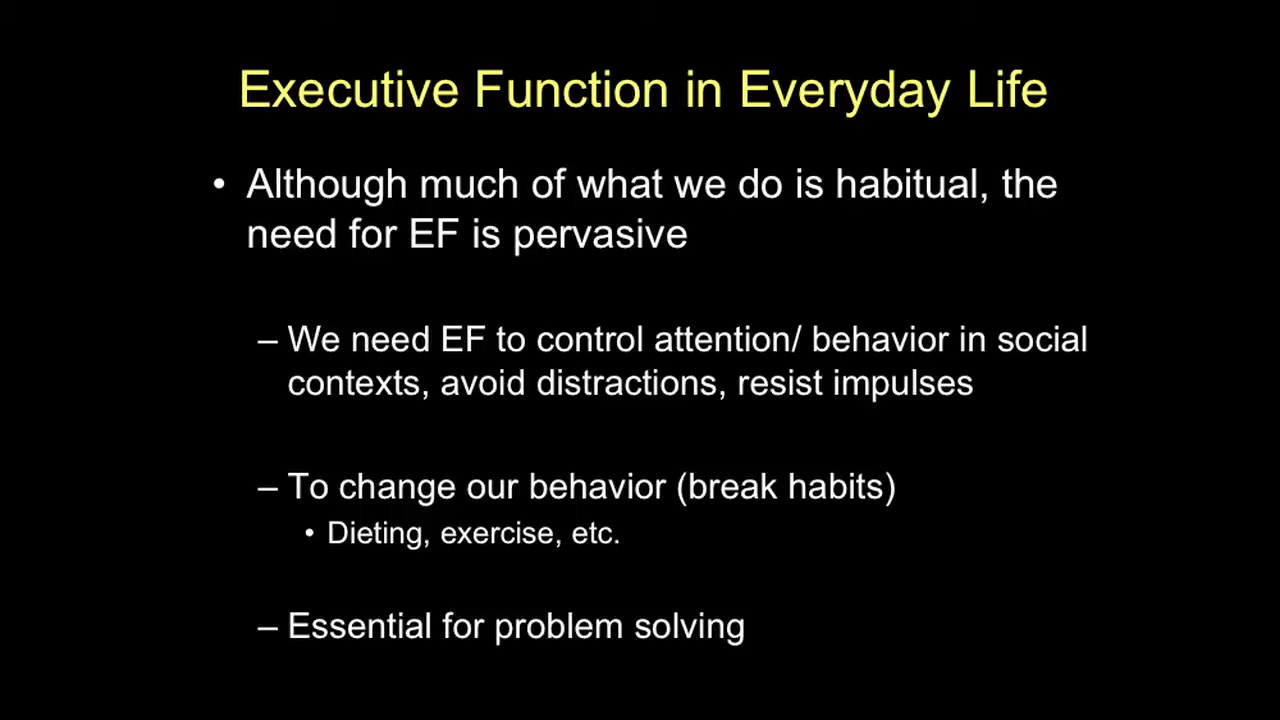 Executive Function in Everyday Life
• Although much of what we do is habitual, the
need for EF is pervasive
– We need EF to control attention/ behavior in social
contexts, avoid distractions, resist impulses
– To change our behavior (break habits)
• Dieting, exercise, etc.
– Essential for problem solving